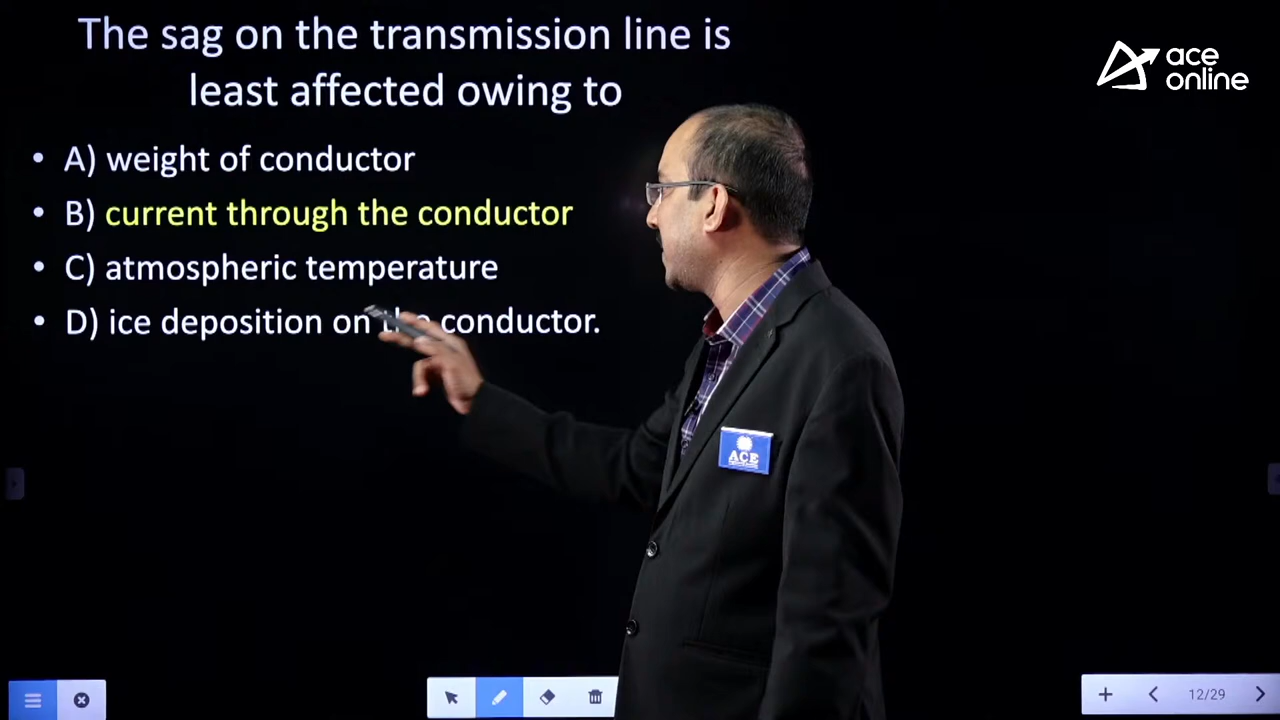 The sag on the transmission line is
least affected owing to
• A) weight of conductor
• B) current through the conductor
• C) atmospheric temperature
• D) ice deposition on the conductor.
ace
online
ACE
12/29